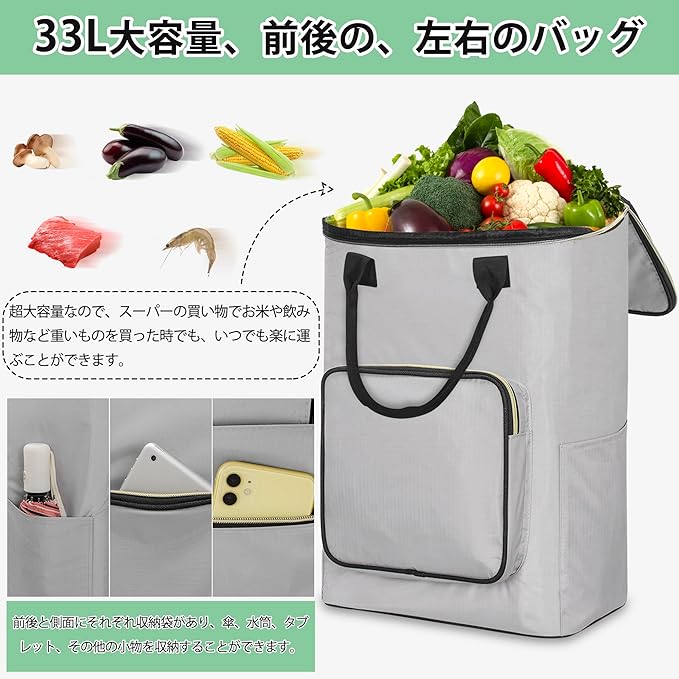 33L大容量、前後の、左右のバッグ
超大容量なので、スーパーの買い物でお米や飲み
物など重いものを買った時でも、いつでも楽に運
ぶことができます。
前後と側面にそれぞれ収納袋があり、傘、水筒、タブ
レット、その他の小物を収納することができます。